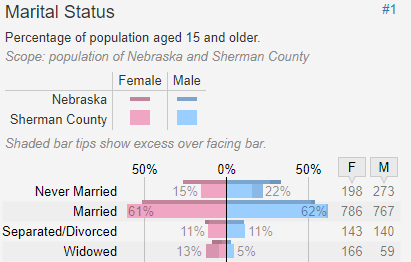 Marital Status #1
Percentage of population aged 15 and older.
Scope: population of Nebraska and Sherman County
Female Male
Nebraska
Sherman County
Shaded bar tips show excess over facing bar.
50% 0% 50% F M
Never Married 15% 22% 198 273
Married 61% 62% 786 767
Separated/Divorced 11% 11% 143 140
Widowed 13% 5% 166 59